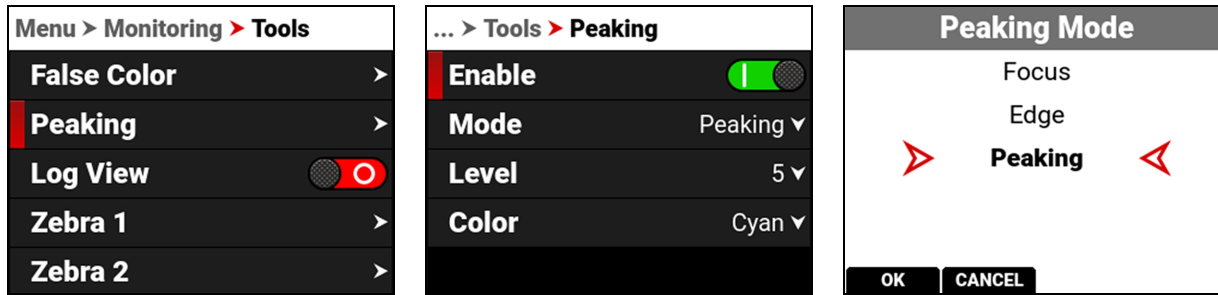 Menu > Monitoring > Tools
False Color
Peaking
Log View
Zebra 1
Zebra 2
... > Tools > Peaking
Enable
Mode Peaking
Level 5
Color Cyan
Peaking Mode
Focus
Edge
Peaking
OK CANCEL